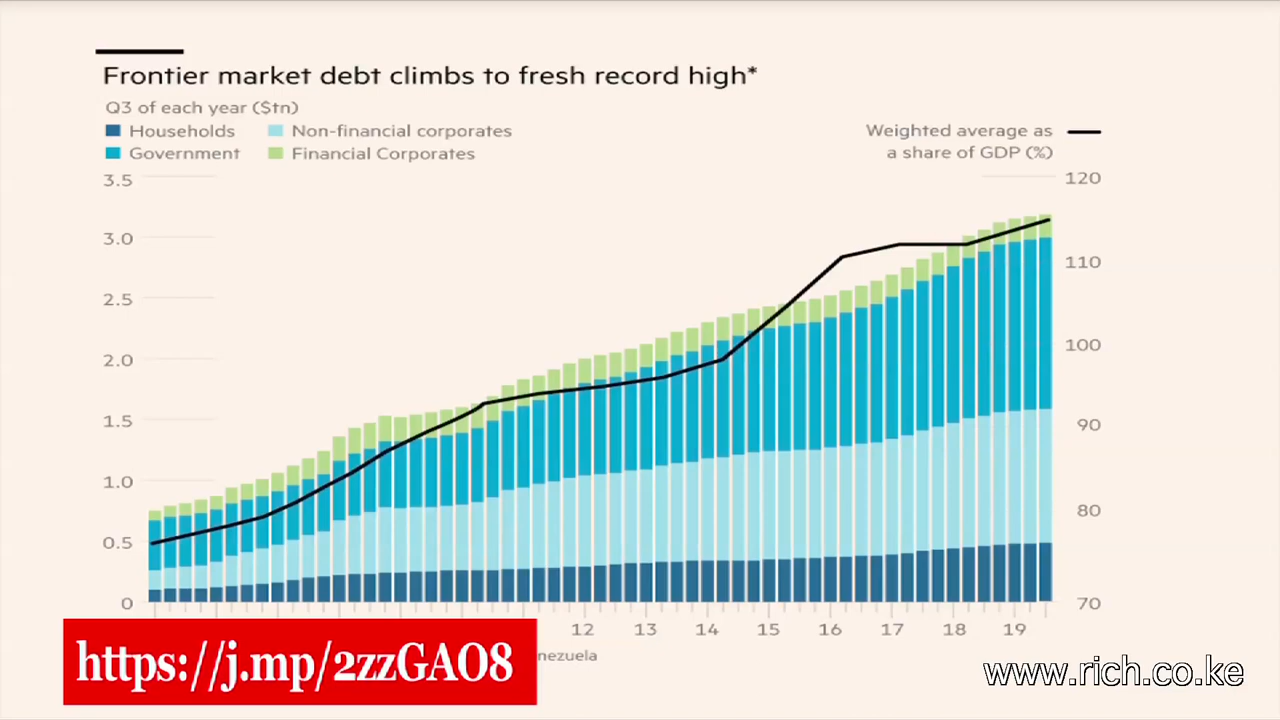 Frontier market debt climbs to fresh record high*
Q3 of each year ($tn)
Households
Non-financial corporates
Government
Financial Corporates
Weighted average as
a share of GDP (%)
3.5
3.0
2.5
2.0
1.5
1.0
0.5
0
120
110
100
90
80
70
12 13 14 15 16 17 18 19
nezuela
https://j.mp/2zzGAO8
www.rich.co.ke